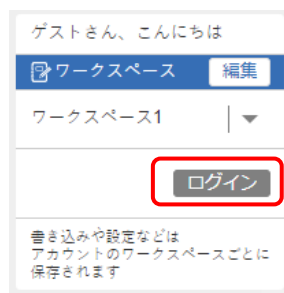 ゲストさん、こんにちは
ワークスペース 編集
ワークスペース1
ログイン
書き込みや設定などは
アカウントのワークスペースごとに
保存されます